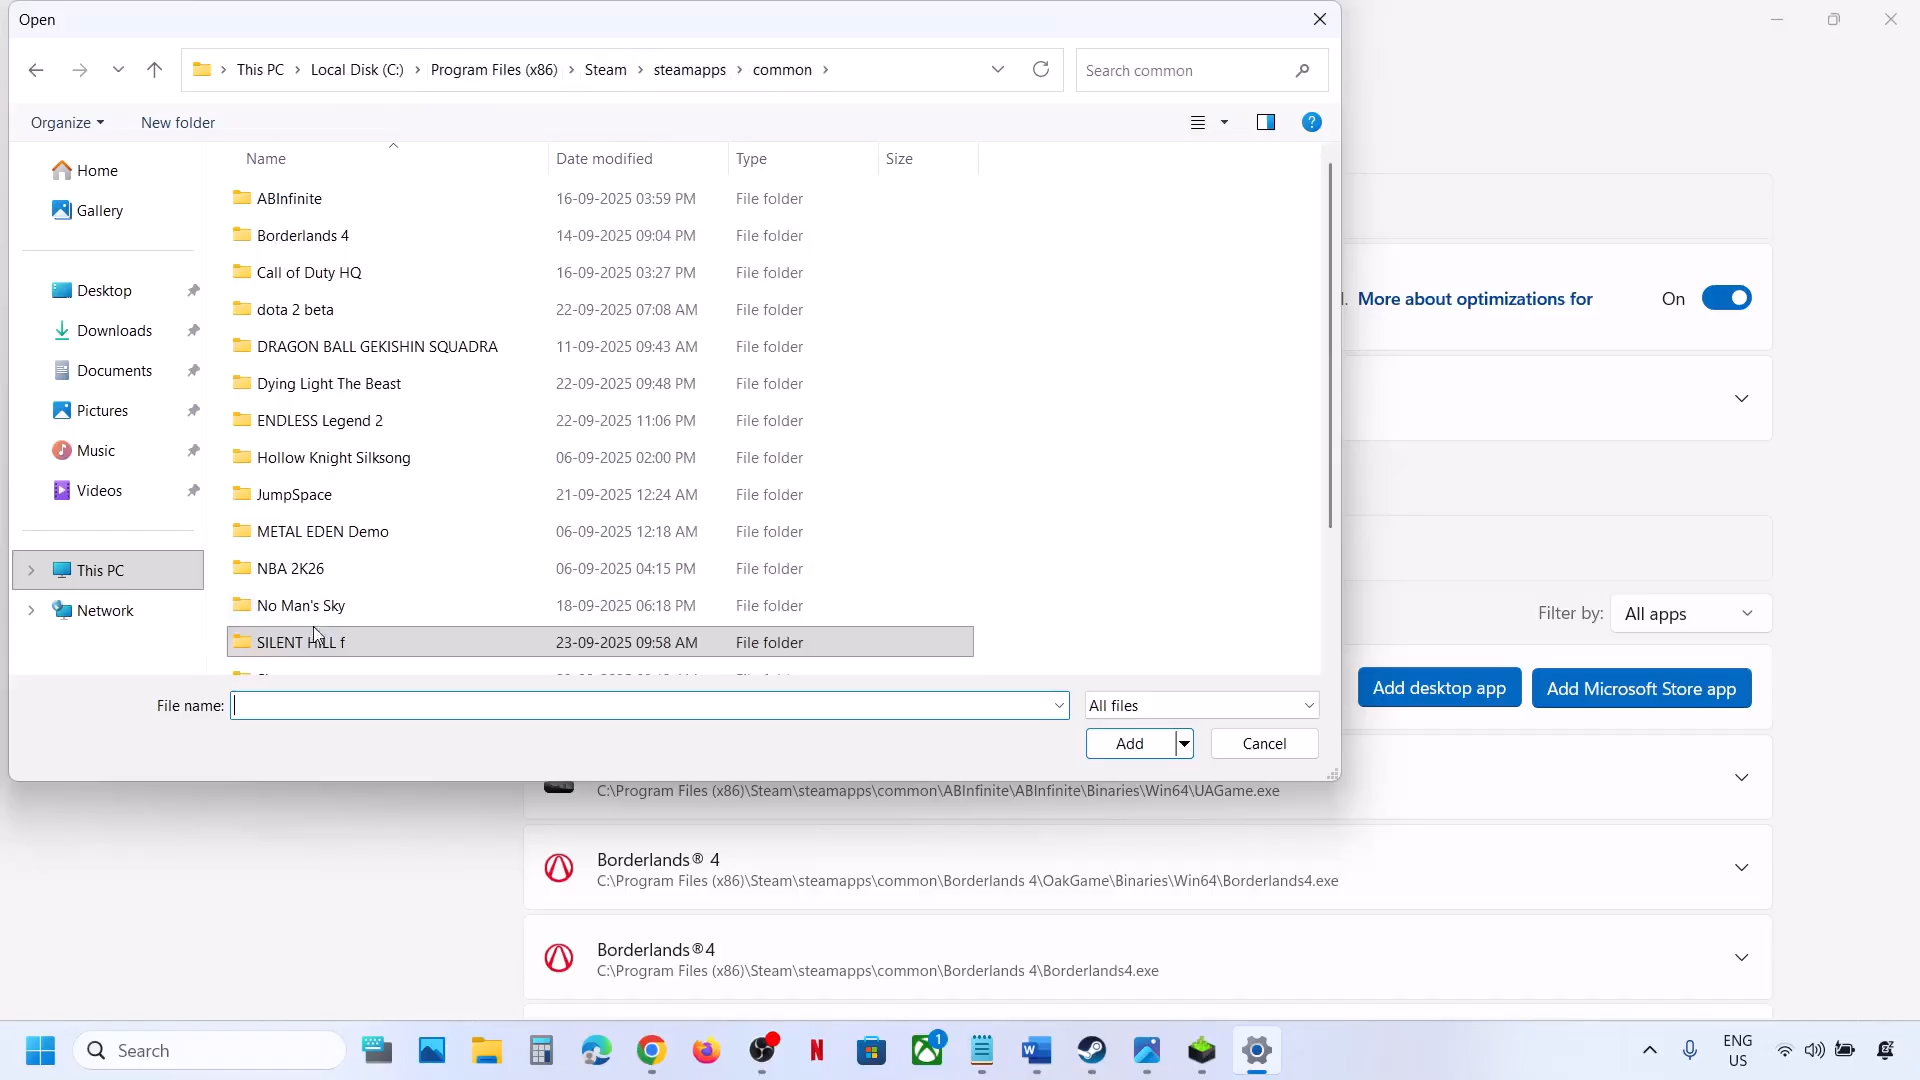 Open
This PC
Local Disk (C:)
Program Files (x86)
Steam
steamapps
common
Search common
Organize
New folder
Name
Date modified
Type
Size
Home
Gallery
Desktop
Downloads
Documents
Pictures
Music
Videos
This PC
Network
ABInfinite 16-09-2025 03:59 PM File folder
Borderlands 4 14-09-2025 09:04 PM File folder
Call of Duty HQ 16-09-2025 03:27 PM File folder
dota 2 beta 22-09-2025 07:08 AM File folder
DRAGON BALL GEKISHIN SQUADRA 11-09-2025 09:43 AM File folder
Dying Light The Beast 22-09-2025 09:48 PM File folder
ENDLESS Legend 2 22-09-2025 11:06 PM File folder
Hollow Knight Silksong 06-09-2025 02:00 PM File folder
JumpSpace 21-09-2025 12:24 AM File folder
METAL EDEN Demo 06-09-2025 12:18 AM File folder
NBA 2K26 06-09-2025 04:15 PM File folder
No Man's Sky 18-09-2025 06:18 PM File folder
SILENT HILL f 23-09-2025 09:58 AM File folder
File name:
All files
Add
Cancel
More about optimizations for
On
Filter by:
All apps
Add desktop app
Add Microsoft Store app
C:\Program Files (x86)\Steam\steamapps\common\ABInfinite\ABInfinite\Binaries\Win64\UAGame.exe
Borderlands® 4
C:\Program Files (x86)\Steam\steamapps\common\Borderlands 4\OakGame\Binaries\Win64\Borderlands4.exe
Borderlands®4
C:\Program Files (x86)\Steam\steamapps\common\Borderlands 4\Borderlands4.exe
Search
1
ENG
US